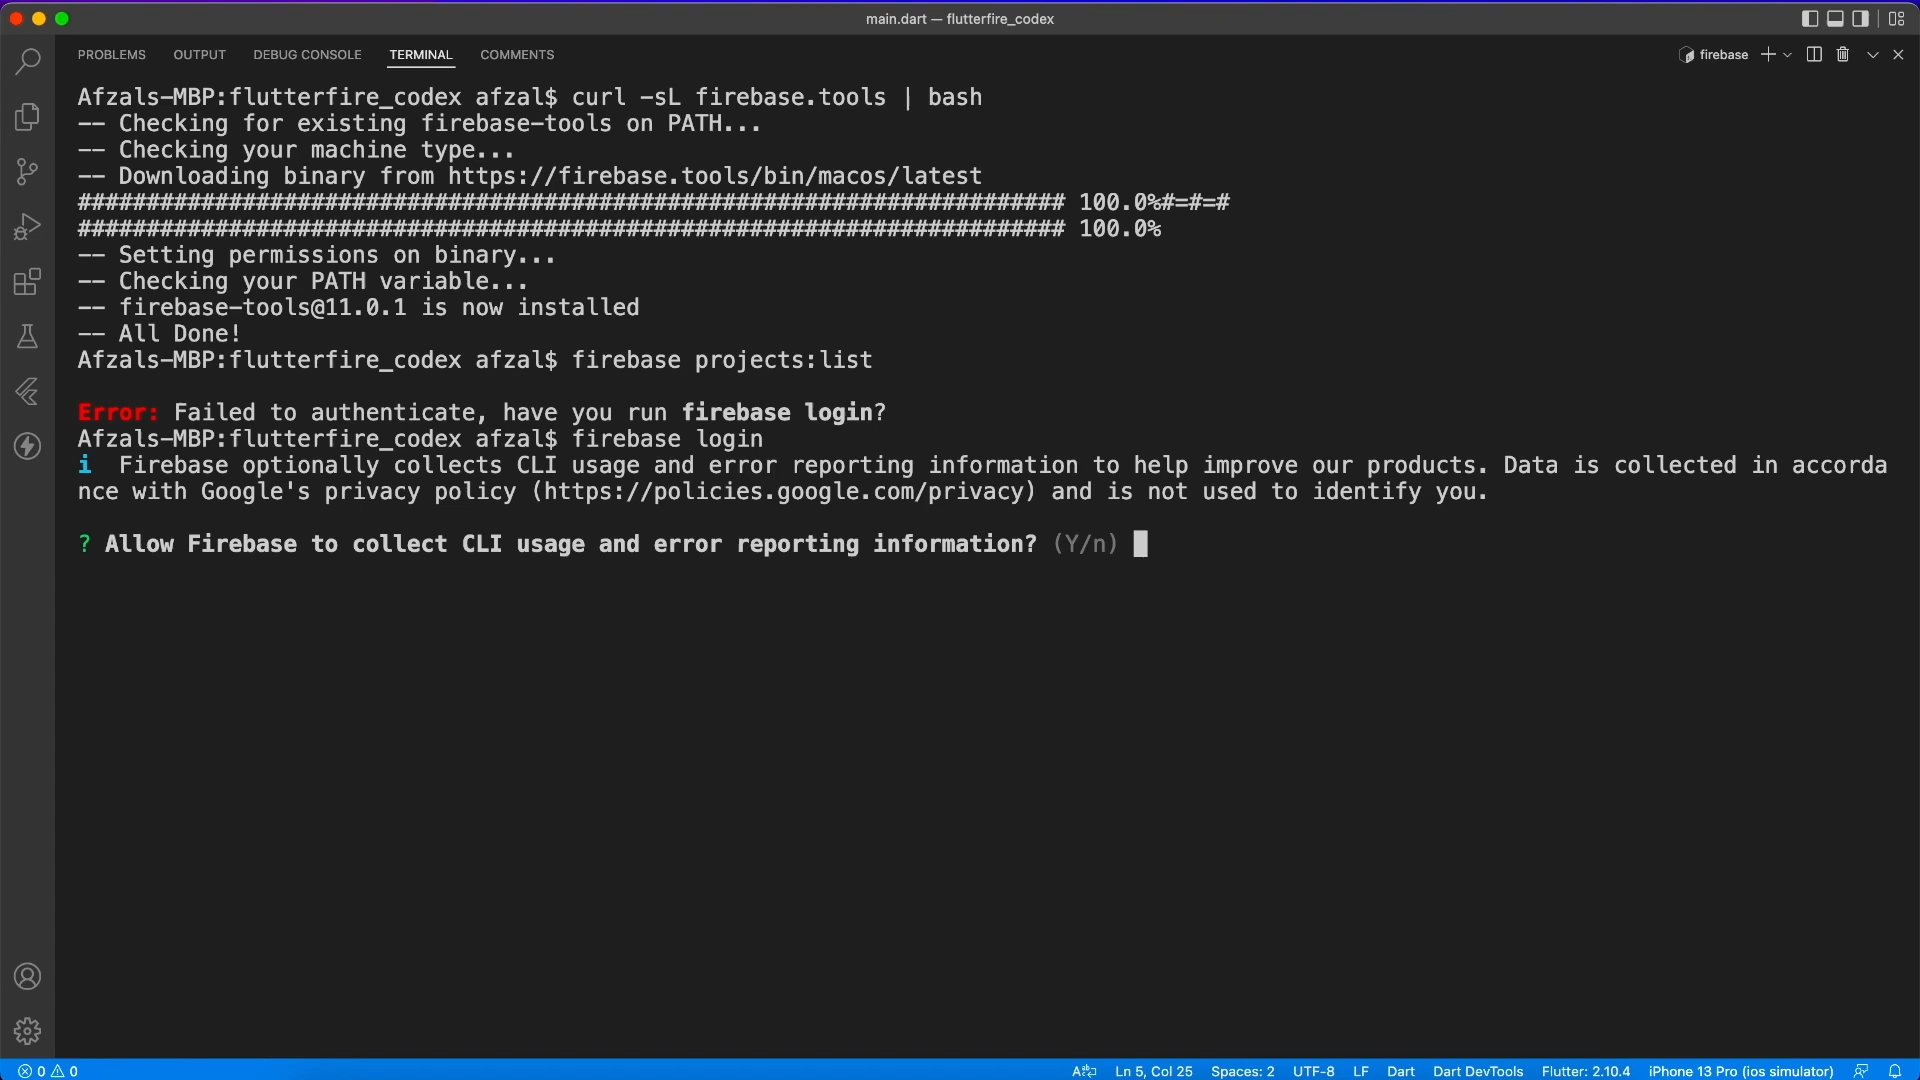 main.dart — flutterfire_codex
PROBLEMS OUTPUT DEBUG CONSOLE TERMINAL COMMENTS firebase
Afzals-MBP:flutterfire_codex afzal$ curl -sL firebase.tools | bash
-- Checking for existing firebase-tools on PATH...
-- Checking your machine type...
-- Downloading binary from https://firebase.tools/bin/macos/latest
######################################################################## 100.0%#=#=#
######################################################################## 100.0%
-- Setting permissions on binary...
-- Checking your PATH variable...
-- firebase-tools@11.0.1 is now installed
-- All Done!
Afzals-MBP:flutterfire_codex afzal$ firebase projects:list
Error: Failed to authenticate, have you run firebase login?
Afzals-MBP:flutterfire_codex afzal$ firebase login
i  Firebase optionally collects CLI usage and error reporting information to help improve our products. Data is collected in accorda
nce with Google's privacy policy (https://policies.google.com/privacy) and is not used to identify you.
? Allow Firebase to collect CLI usage and error reporting information? (Y/n)
0 0 Ln 5, Col 25 Spaces: 2 UTF-8 LF Dart Dart DevTools Flutter: 2.10.4 iPhone 13 Pro (ios simulator)